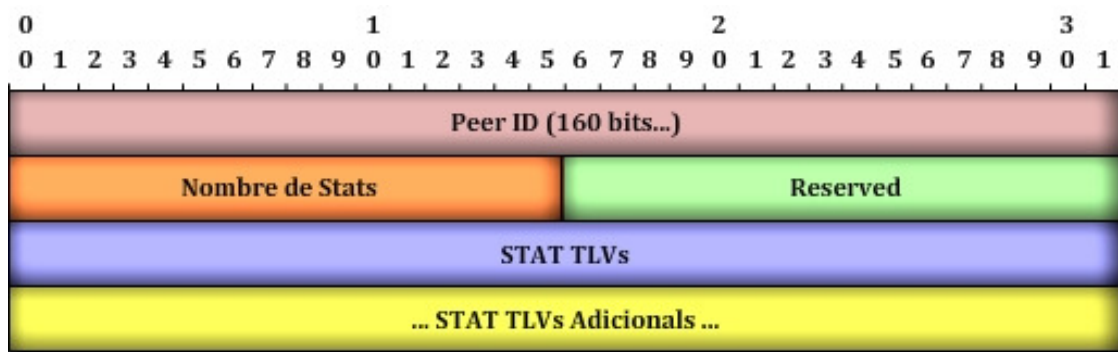 0 1 2 3
0 1 2 3 4 5 6 7 8 9 0 1 2 3 4 5 6 7 8 9 0 1 2 3 4 5 6 7 8 9 0 1
Peer ID (160 bits...)
Nombre de Stats Reserved
STAT TLVs
... STAT TLVs Adicionals ...